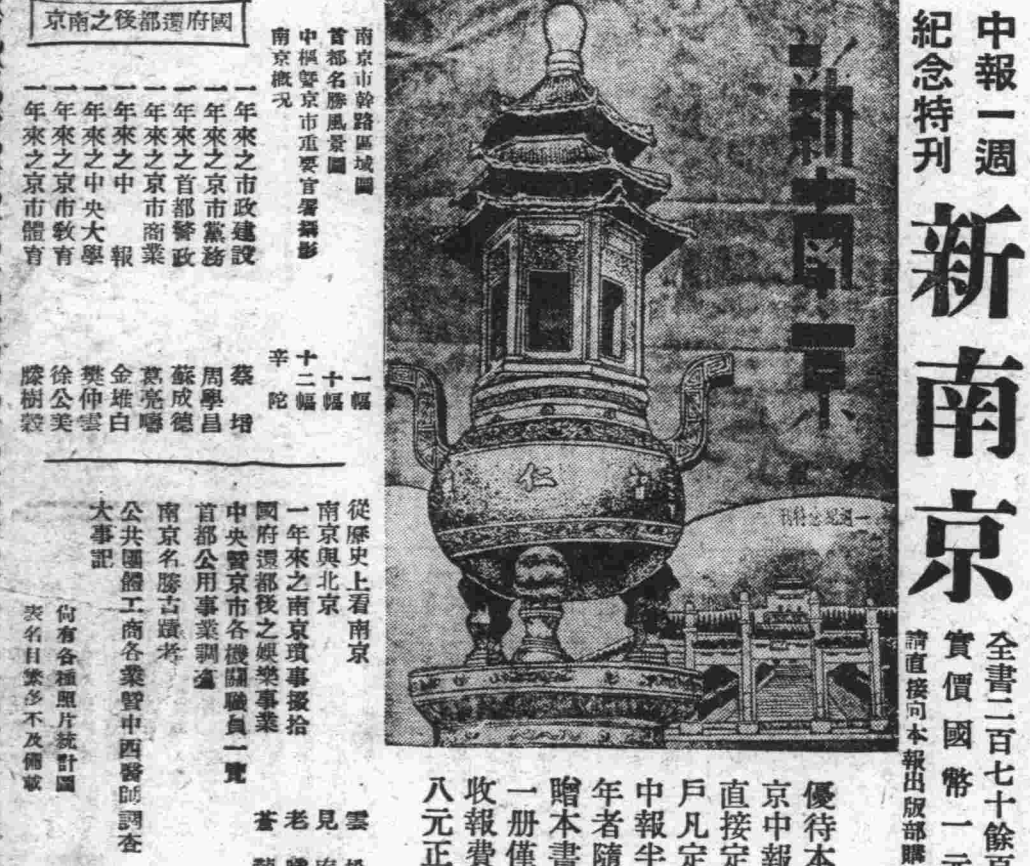 中報一週
紀念特刊
新南京
全書二百七十餘頁
實價國幣一元
請直接向本報出版部購
新南京
一週紀念特刊
仁
優待本
京中報
直接定
戶凡定
中報半
年者隨
贈本書
一册僅
收報費
八元正
南京市幹路區域圖 一幅
首都名勝風景圖 十幅
中樞暨京市重要官署攝影 十二幅
南京概况 辛陀
國府還都後之南京
一年來之市政建設 蔡培
一年來之京市黨務 周學昌
一年來之首都警政 蘇成德
一年來之京市商業 葛亮疇
一年來之中報 金雄白
一年來之中央大學 樊仲雲
一年來之京市敎育 徐公美
一年來之京市體育 滕樹穀
從歷史上看南京 雲
南京與北京 見
一年來之南京瑣事掇拾 老
國府還都後之娛樂事業 蒼
中央暨京市各機關職員一覽
首都公用事業調查
南京名勝古蹟考
公共團體工商各業暨中西醫師調查
大事記
尙有各種照片統計圖
表名目繁多不及備載